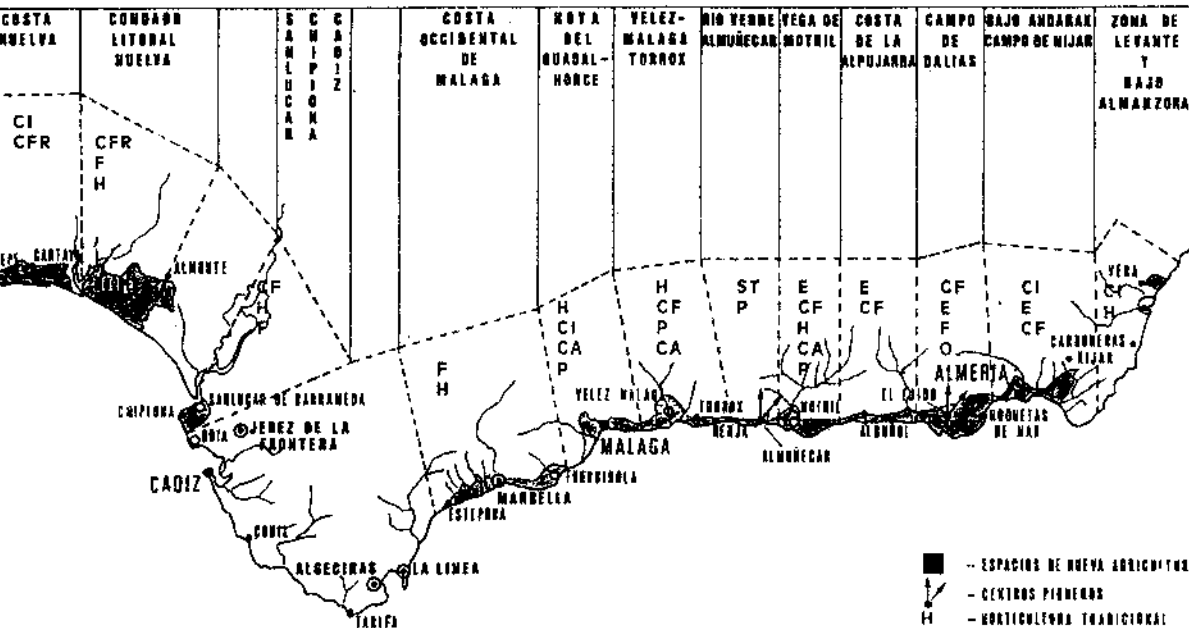 COSTA
HUELVA
CONDADO
LITORAL
HUELVA
SANLUCAR
CHIPIONA
CADIZ
COSTA
OCCIDENTAL
DE
MALAGA
HOYA
DEL
GUADAL-
HORCE
VELEZ-
MALAGA
TORROX
RIO VERDE
ALMUÑECAR
VEGA DE
MOTRIL
COSTA
DE LA
ALPUJARRA
CAMPO
DE
DALIAS
BAJO ANDARAX
CAMPO DE NIJAR
ZONA DE
LEVANTE
Y
BAJO
ALMANZORA
CI
CFR
CFR
F
H
CF
H
P
F
H
H
CI
CA
P
H
CF
P
CA
ST
P
E
CF
H
CA
P
E
CF
CF
E
FO
CI
E
CF
CI
H
CARTAY
ALMONTE
VERA
CARBONERAS
NIJAR
ALMERIA
ROQUETAS
DE MAR
EL EJIDO
ALBUÑOL
MOTRIL
ALMUÑECAR
NERJA
TORROX
VELEZ MALAGA
MALAGA
FUENGIROLA
MARBELLA
ESTEPONA
CHIPIONA
SANLUCAR DE BARRAMEDA
ROTA
JEREZ DE LA
FRONTERA
CADIZ
CONIL
ALGECIRAS
LA LINEA
TARIFA
- ESPACIOS DE NUEVA AGRICULTURA
- CENTROS PIONEROS
H - HORTICULTURA TRADICIONAL